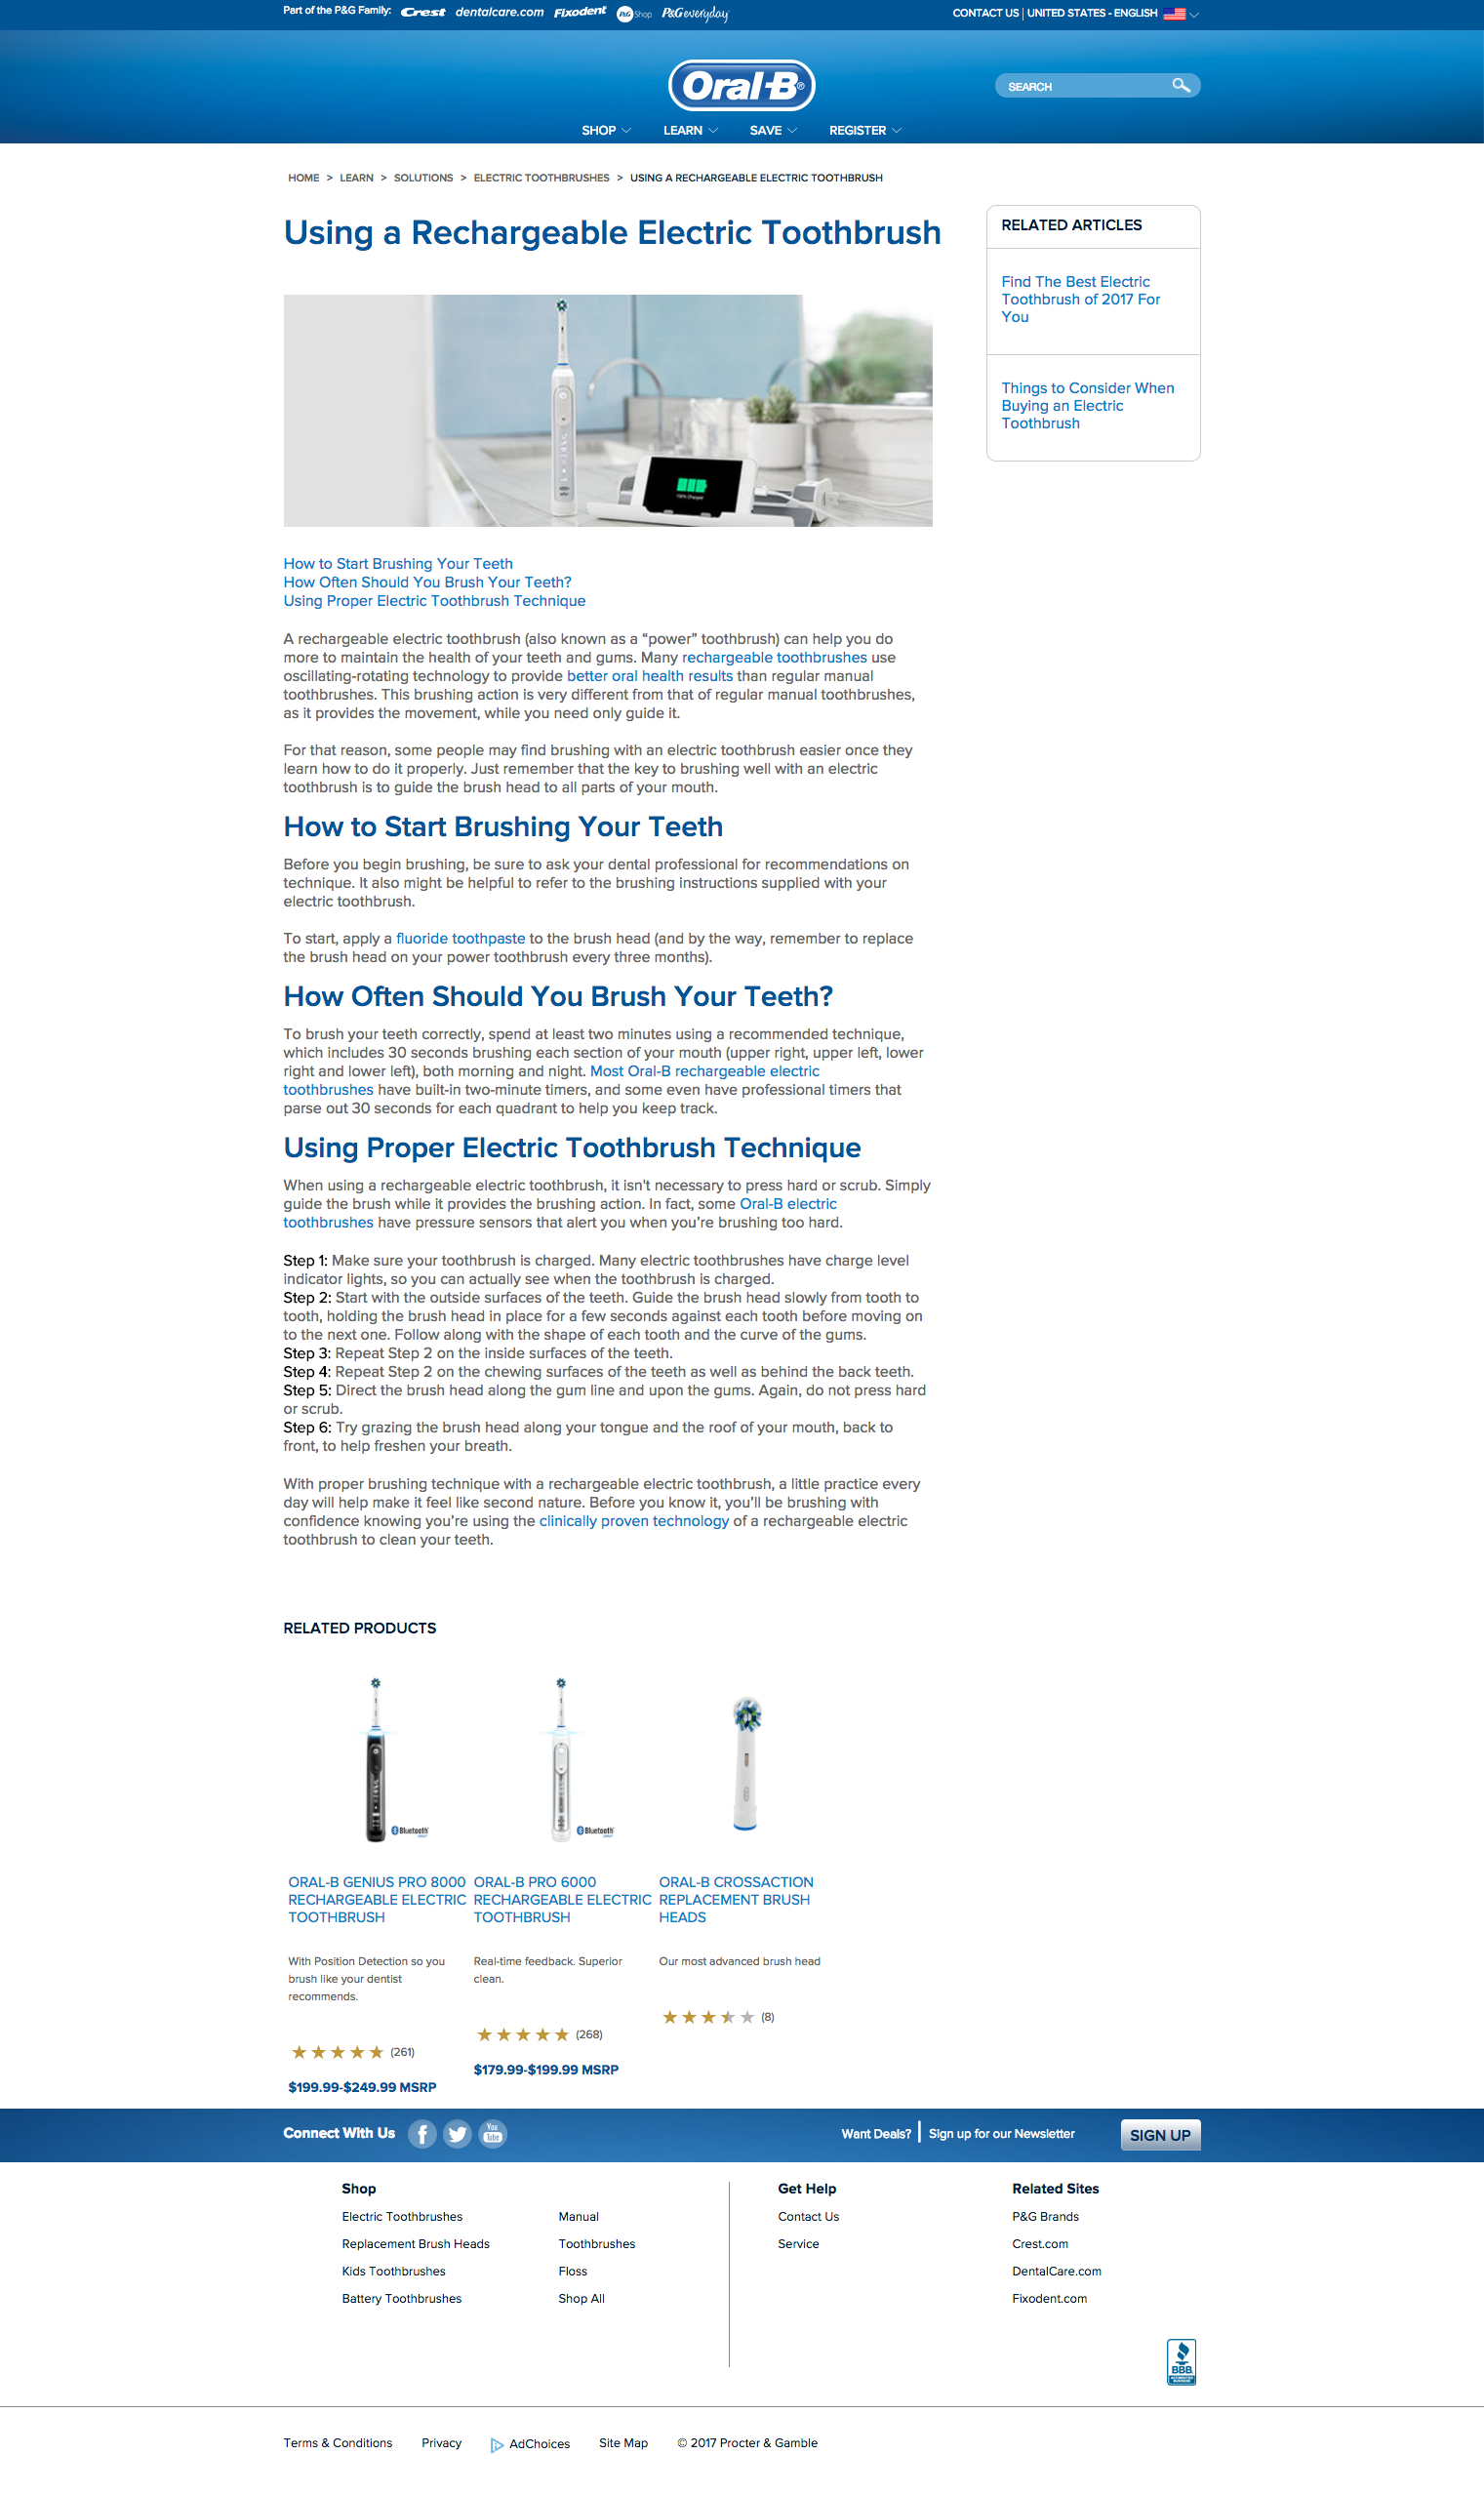 Part of the P&G Family: Crest dentalcare.com Fixodent P&G Shop P&G everyday
CONTACT US | UNITED STATES - ENGLISH
Oral-B®
SEARCH
SHOP LEARN SAVE REGISTER
HOME > LEARN > SOLUTIONS > ELECTRIC TOOTHBRUSHES > USING A RECHARGEABLE ELECTRIC TOOTHBRUSH
Using a Rechargeable Electric Toothbrush
100% Charged
How to Start Brushing Your Teeth
How Often Should You Brush Your Teeth?
Using Proper Electric Toothbrush Technique
A rechargeable electric toothbrush (also known as a “power” toothbrush) can help you do
more to maintain the health of your teeth and gums. Many rechargeable toothbrushes use
oscillating-rotating technology to provide better oral health results than regular manual
toothbrushes. This brushing action is very different from that of regular manual toothbrushes,
as it provides the movement, while you need only guide it.
For that reason, some people may find brushing with an electric toothbrush easier once they
learn how to do it properly. Just remember that the key to brushing well with an electric
toothbrush is to guide the brush head to all parts of your mouth.
How to Start Brushing Your Teeth
Before you begin brushing, be sure to ask your dental professional for recommendations on
technique. It also might be helpful to refer to the brushing instructions supplied with your
electric toothbrush.
To start, apply a fluoride toothpaste to the brush head (and by the way, remember to replace
the brush head on your power toothbrush every three months).
How Often Should You Brush Your Teeth?
To brush your teeth correctly, spend at least two minutes using a recommended technique,
which includes 30 seconds brushing each section of your mouth (upper right, upper left, lower
right and lower left), both morning and night. Most Oral-B rechargeable electric
toothbrushes have built-in two-minute timers, and some even have professional timers that
parse out 30 seconds for each quadrant to help you keep track.
Using Proper Electric Toothbrush Technique
When using a rechargeable electric toothbrush, it isn't necessary to press hard or scrub. Simply
guide the brush while it provides the brushing action. In fact, some Oral-B electric
toothbrushes have pressure sensors that alert you when you’re brushing too hard.
Step 1: Make sure your toothbrush is charged. Many electric toothbrushes have charge level
indicator lights, so you can actually see when the toothbrush is charged.
Step 2: Start with the outside surfaces of the teeth. Guide the brush head slowly from tooth to
tooth, holding the brush head in place for a few seconds against each tooth before moving on
to the next one. Follow along with the shape of each tooth and the curve of the gums.
Step 3: Repeat Step 2 on the inside surfaces of the teeth.
Step 4: Repeat Step 2 on the chewing surfaces of the teeth as well as behind the back teeth.
Step 5: Direct the brush head along the gum line and upon the gums. Again, do not press hard
or scrub.
Step 6: Try grazing the brush head along your tongue and the roof of your mouth, back to
front, to help freshen your breath.
With proper brushing technique with a rechargeable electric toothbrush, a little practice every
day will help make it feel like second nature. Before you know it, you’ll be brushing with
confidence knowing you’re using the clinically proven technology of a rechargeable electric
toothbrush to clean your teeth.
RELATED ARTICLES
Find The Best Electric
Toothbrush of 2017 For
You
Things to Consider When
Buying an Electric
Toothbrush
RELATED PRODUCTS
Bluetooth
ORAL-B GENIUS PRO 8000
RECHARGEABLE ELECTRIC
TOOTHBRUSH
With Position Detection so you
brush like your dentist
recommends.
(261)
$199.99-$249.99 MSRP
Bluetooth
ORAL-B PRO 6000
RECHARGEABLE ELECTRIC
TOOTHBRUSH
Real-time feedback. Superior
clean.
(268)
$179.99-$199.99 MSRP
ORAL-B CROSSACTION
REPLACEMENT BRUSH
HEADS
Our most advanced brush head
(8)
Connect With Us
You Tube
Want Deals? | Sign up for our Newsletter
SIGN UP
Shop
Electric Toothbrushes
Replacement Brush Heads
Kids Toothbrushes
Battery Toothbrushes
Manual
Toothbrushes
Floss
Shop All
Get Help
Contact Us
Service
Related Sites
P&G Brands
Crest.com
DentalCare.com
Fixodent.com
BBB
Terms & Conditions Privacy AdChoices Site Map © 2017 Procter & Gamble